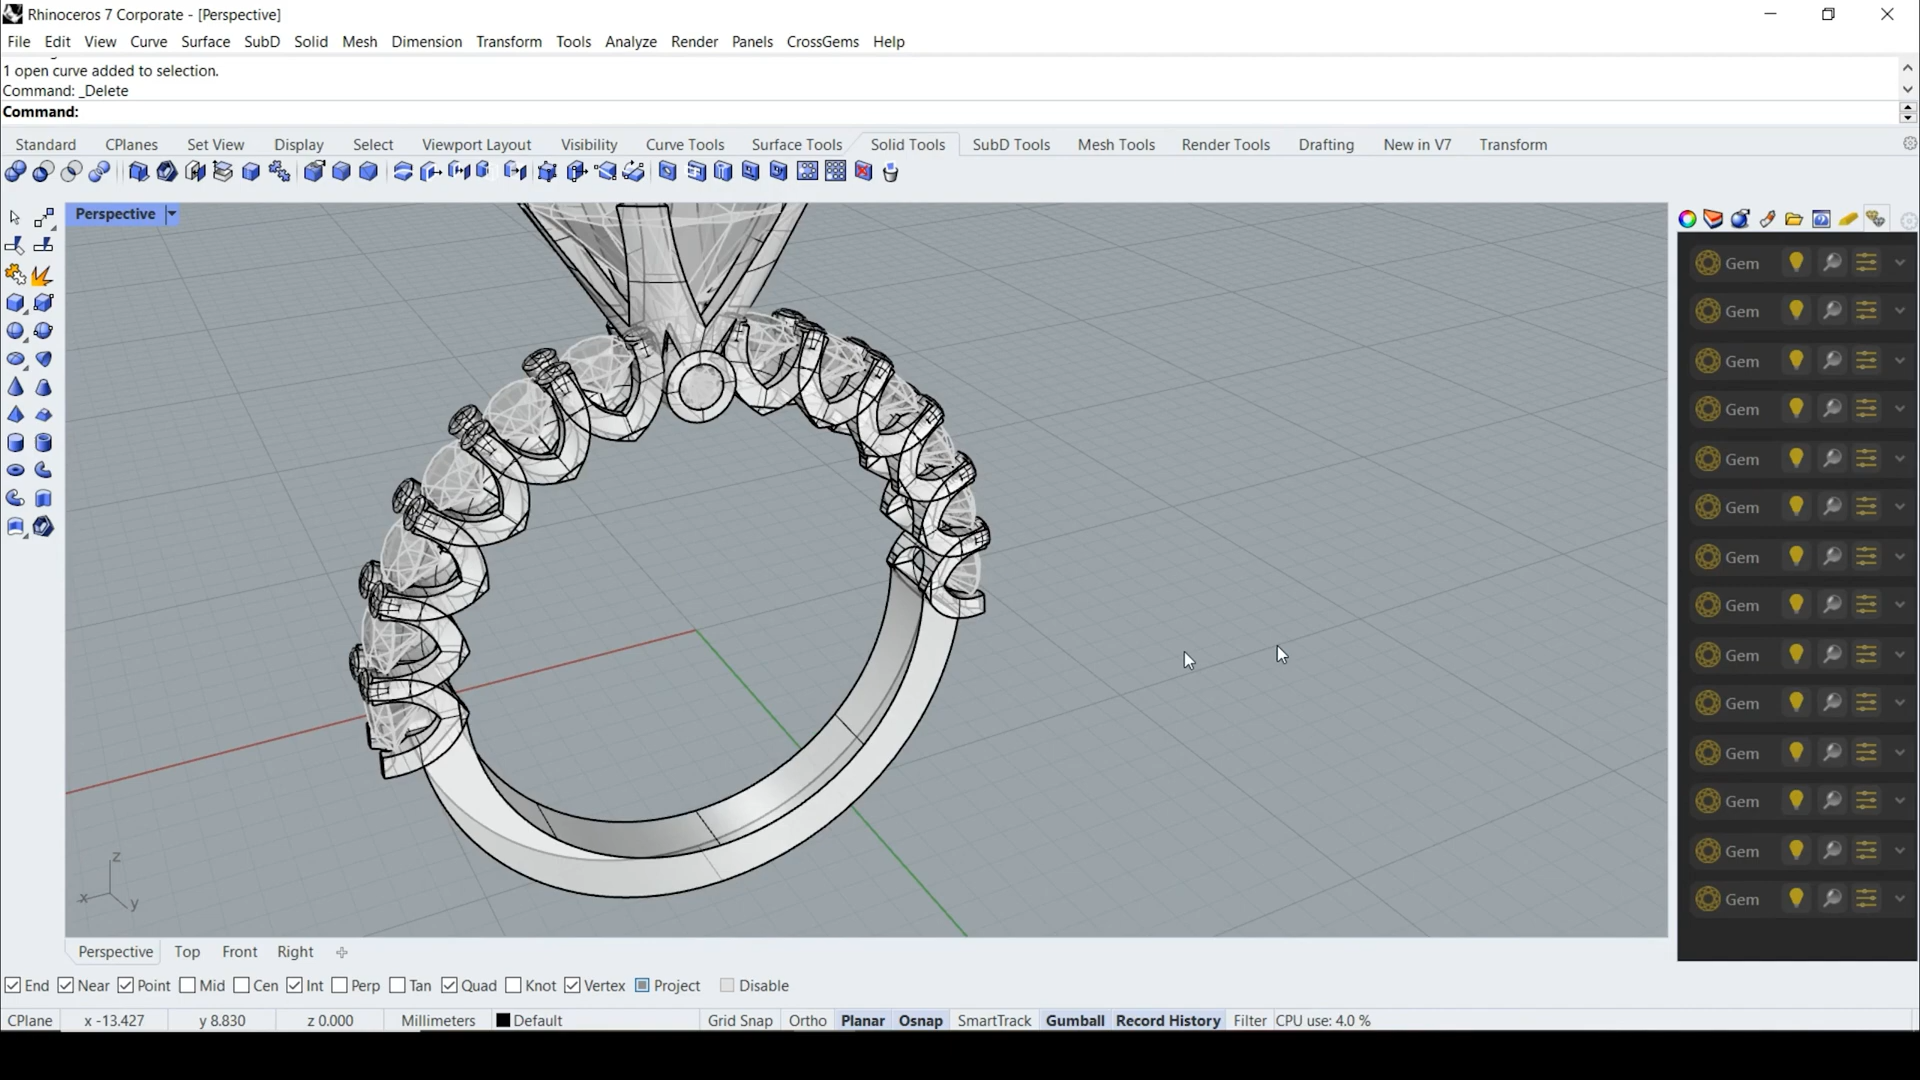 Rhinoceros 7 Corporate - [Perspective]
File Edit View Curve Surface SubD Solid Mesh Dimension Transform Tools Analyze Render Panels CrossGems Help
1 open curve added to selection.
Command: _Delete
Command:
Standard CPlanes Set View Display Select Viewport Layout Visibility Curve Tools Surface Tools Solid Tools SubD Tools Mesh Tools Render Tools Drafting New in V7 Transform
Perspective
Gem
Gem
Gem
Gem
Gem
Gem
Gem
Gem
Gem
Gem
Gem
Gem
Gem
Gem
z
x
y
Perspective Top Front Right
End Near Point Mid Cen Int Perp Tan Quad Knot Vertex Project Disable
CPlane x -13.427 y 8.830 z 0.000 Millimeters Default Grid Snap Ortho Planar Osnap SmartTrack Gumball Record History Filter CPU use: 4.0 %